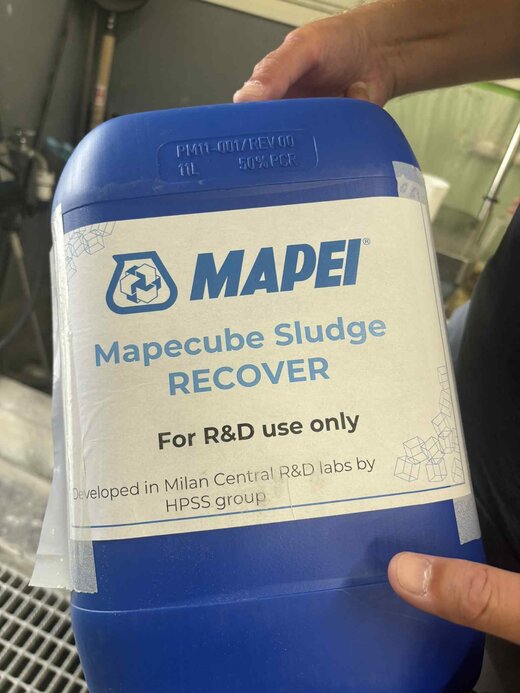 PM11-001/REV 00
11L 50% PCR
MAPEI®
Mapecube Sludge
RECOVER
For R&D use only
Developed in Milan Central R&D labs by
HPSS group